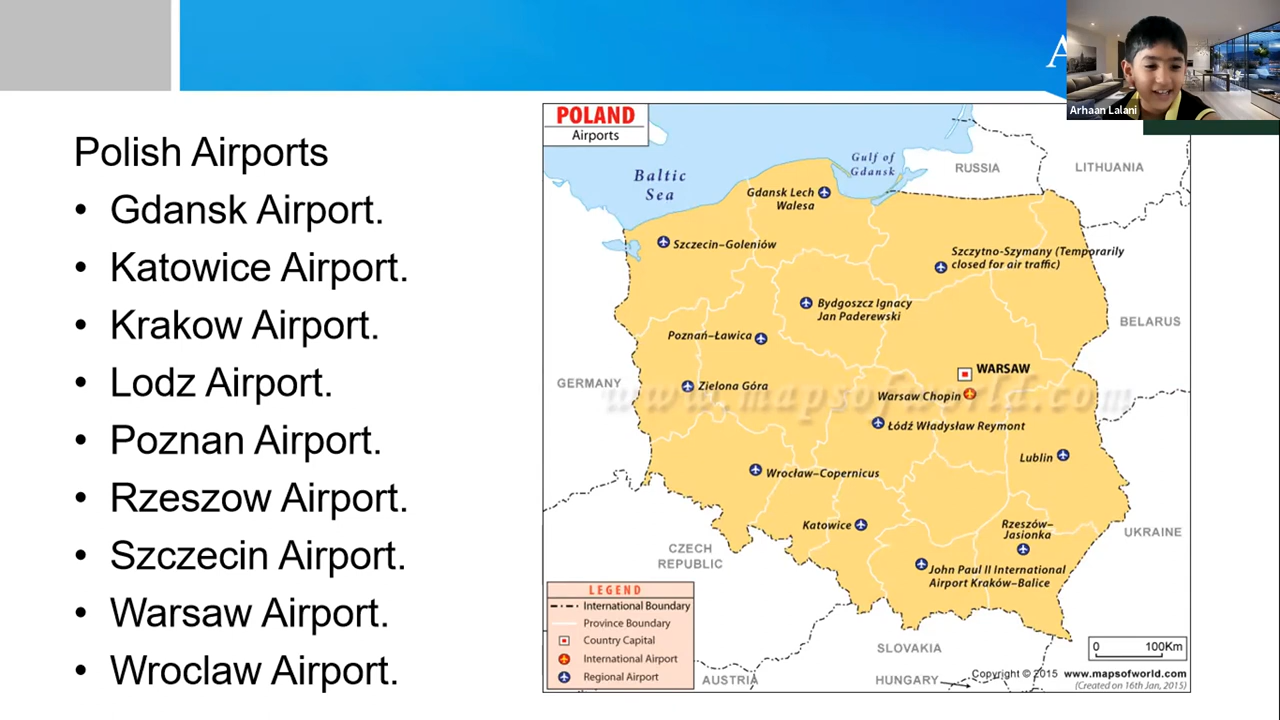 A
Arhaan Lalani
Polish Airports
• Gdansk Airport.
• Katowice Airport.
• Krakow Airport.
• Lodz Airport.
• Poznan Airport.
• Rzeszow Airport.
• Szczecin Airport.
• Warsaw Airport.
• Wroclaw Airport.
POLAND
Airports
Baltic
Sea
Gulf of
Gdansk
RUSSIA
LITHUANIA
Gdansk Lech
Walesa
Szczecin–Goleniów
Szczytno-Szymany (Temporarily
closed for air traffic)
Bydgoszcz Ignacy
Jan Paderewski
BELARUS
Poznań–Ławica
WARSAW
GERMANY
Zielona Góra
Warsaw Chopin
www.mapsofworld.com
Łódź Władysław Reymont
Lublin
Wrocław–Copernicus
Katowice
Rzeszów–
Jasionka
UKRAINE
CZECH
REPUBLIC
John Paul II International
Airport Kraków–Balice
LEGEND
International Boundary
Province Boundary
Country Capital
International Airport
Regional Airport
SLOVAKIA
AUSTRIA
HUNGARY
0 100Km
Copyright © 2015 www.mapsofworld.com
(Created on 16th Jan, 2015)